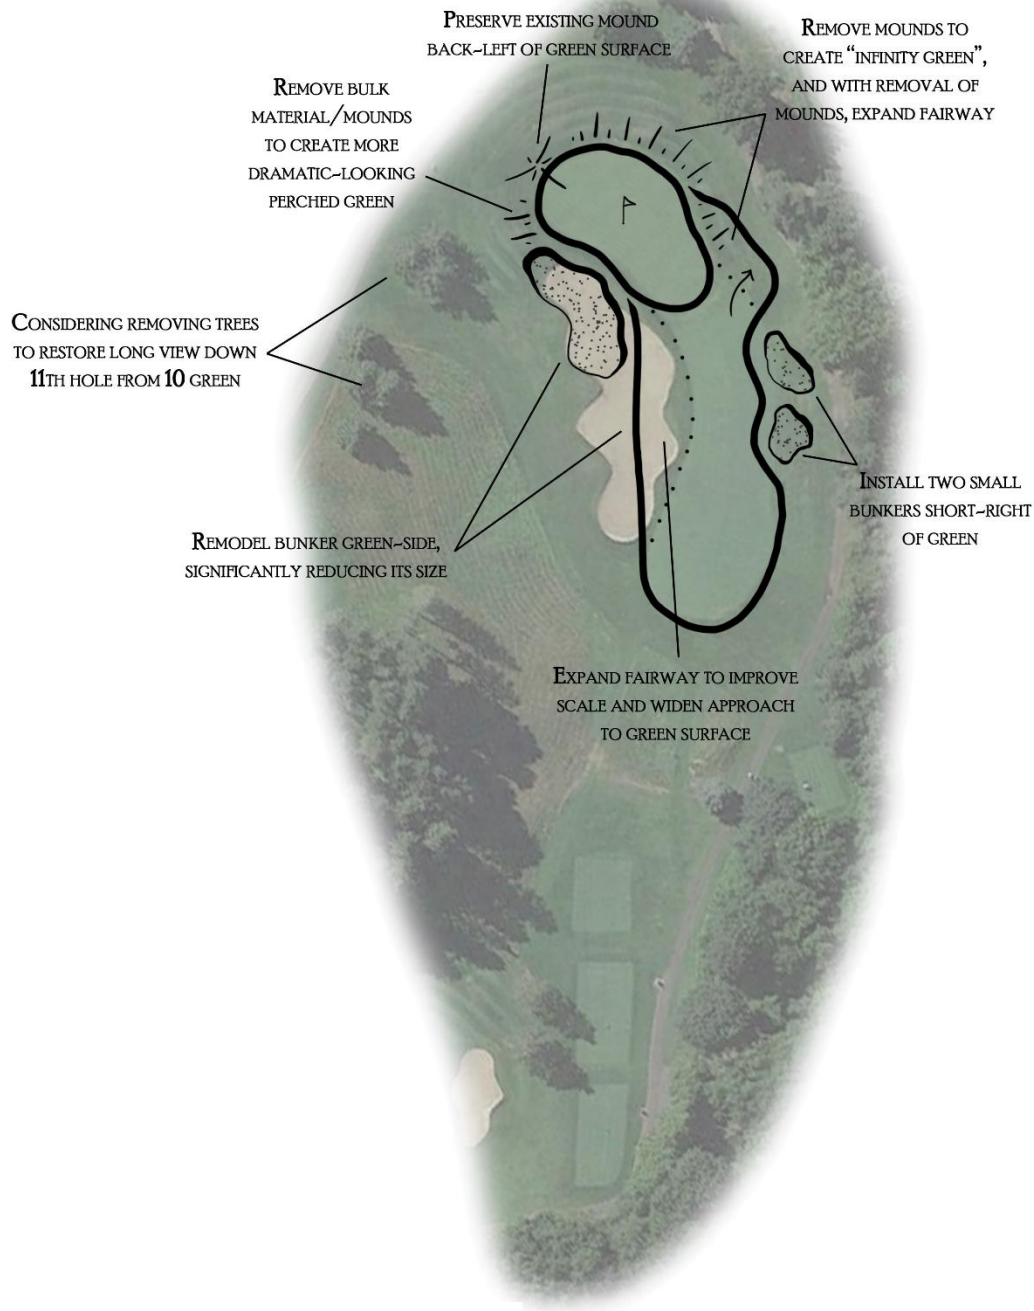 PRESERVE EXISTING MOUND
BACK-LEFT OF GREEN SURFACE
REMOVE MOUNDS TO
CREATE “INFINITY GREEN”,
AND WITH REMOVAL OF
MOUNDS, EXPAND FAIRWAY
REMOVE BULK
MATERIAL/MOUNDS
TO CREATE MORE
DRAMATIC-LOOKING
PERCHED GREEN
CONSIDERING REMOVING TREES
TO RESTORE LONG VIEW DOWN
11TH HOLE FROM 10 GREEN
INSTALL TWO SMALL
BUNKERS SHORT-RIGHT
OF GREEN
REMODEL BUNKER GREEN-SIDE,
SIGNIFICANTLY REDUCING ITS SIZE
EXPAND FAIRWAY TO IMPROVE
SCALE AND WIDEN APPROACH
TO GREEN SURFACE